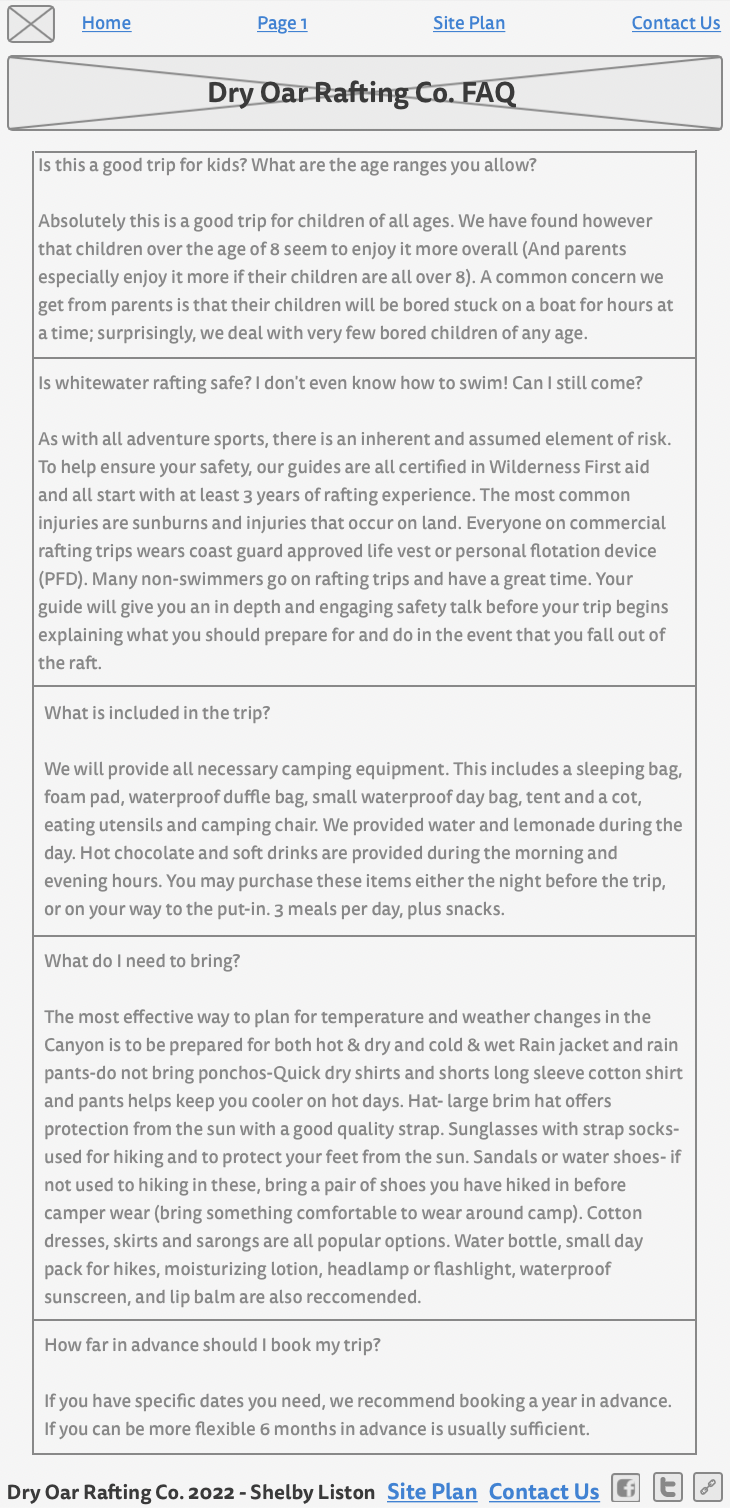 Home Page 1 Site Plan Contact Us
Dry Oar Rafting Co. FAQ
Is this a good trip for kids? What are the age ranges you allow?
Absolutely this is a good trip for children of all ages. We have found however
that children over the age of 8 seem to enjoy it more overall (And parents
especially enjoy it more if their children are all over 8). A common concern we
get from parents is that their children will be bored stuck on a boat for hours at
a time; surprisingly, we deal with very few bored children of any age.
Is whitewater rafting safe? I don't even know how to swim! Can I still come?
As with all adventure sports, there is an inherent and assumed element of risk.
To help ensure your safety, our guides are all certified in Wilderness First aid
and all start with at least 3 years of rafting experience. The most common
injuries are sunburns and injuries that occur on land. Everyone on commercial
rafting trips wears coast guard approved life vest or personal flotation device
(PFD). Many non-swimmers go on rafting trips and have a great time. Your
guide will give you an in depth and engaging safety talk before your trip begins
explaining what you should prepare for and do in the event that you fall out of
the raft.
What is included in the trip?
We will provide all necessary camping equipment. This includes a sleeping bag,
foam pad, waterproof duffle bag, small waterproof day bag, tent and a cot,
eating utensils and camping chair. We provided water and lemonade during the
day. Hot chocolate and soft drinks are provided during the morning and
evening hours. You may purchase these items either the night before the trip,
or on your way to the put-in. 3 meals per day, plus snacks.
What do I need to bring?
The most effective way to plan for temperature and weather changes in the
Canyon is to be prepared for both hot & dry and cold & wet Rain jacket and rain
pants-do not bring ponchos-Quick dry shirts and shorts long sleeve cotton shirt
and pants helps keep you cooler on hot days. Hat- large brim hat offers
protection from the sun with a good quality strap. Sunglasses with strap socks-
used for hiking and to protect your feet from the sun. Sandals or water shoes- if
not used to hiking in these, bring a pair of shoes you have hiked in before
camper wear (bring something comfortable to wear around camp). Cotton
dresses, skirts and sarongs are all popular options. Water bottle, small day
pack for hikes, moisturizing lotion, headlamp or flashlight, waterproof
sunscreen, and lip balm are also reccomended.
How far in advance should I book my trip?
If you have specific dates you need, we recommend booking a year in advance.
If you can be more flexible 6 months in advance is usually sufficient.
Dry Oar Rafting Co. 2022 - Shelby Liston Site Plan Contact Us